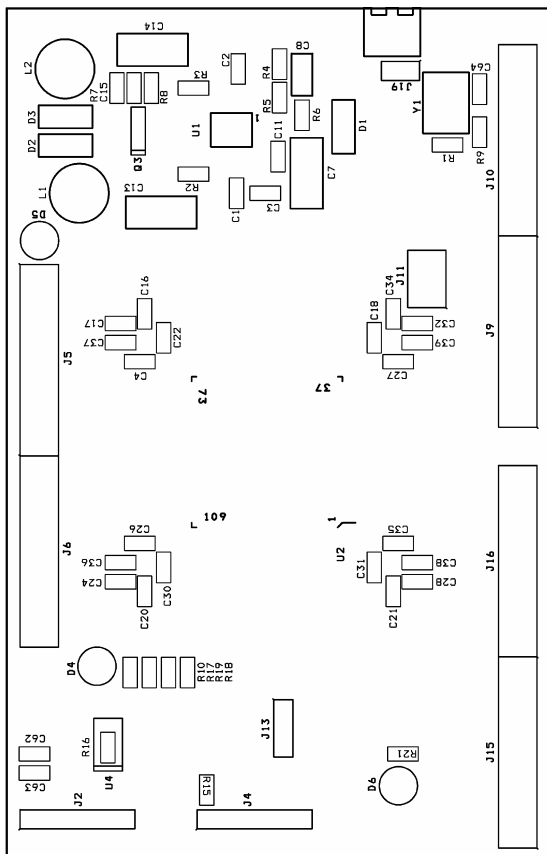 C14
L2
C2
C8
R4
R3
R7
C15
R8
J19
C64
Y1
D3
R5
U1
1
C11
R6
D1
D2
Q3
R1
R9
L1
C13
R2
C1
C3
C7
J10
D5
J11
C16
C34
C17
C18
C32
C37
C22
C39
J5
J9
C4
C27
73
37
109
1
C26
U2
C35
J6
C36
C31
C38
J16
C24
C30
C28
C20
C21
D4
R10
R17
R19
R18
C62
R16
J13
R21
J15
C63
U4
R15
D6
J2
J4